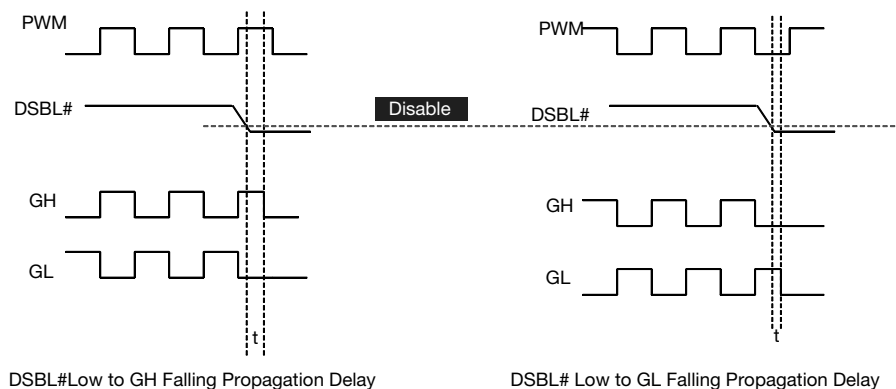 PWM
DSBL#
GH
GL
t
DSBL#Low to GH Falling Propagation Delay
Disable
PWM
DSBL#
GH
GL
t
DSBL# Low to GL Falling Propagation Delay